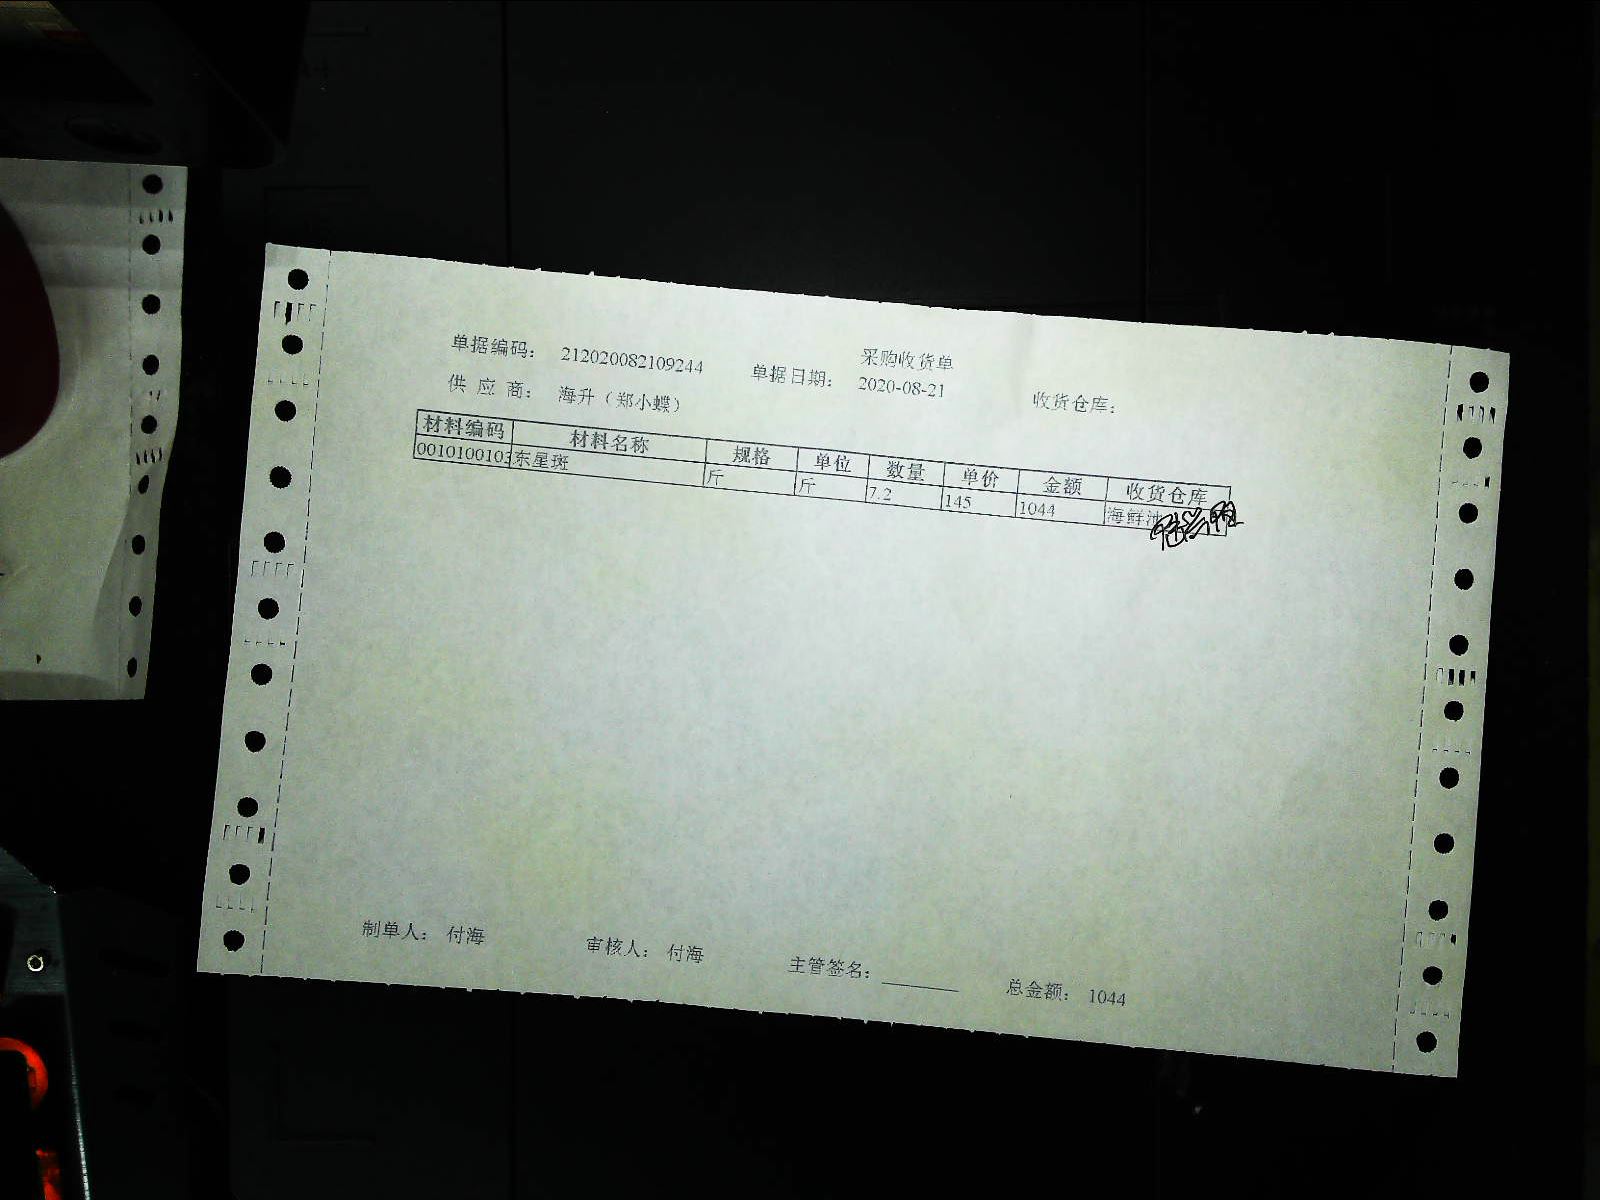 采购收货单
单据编码： 212020082109244 单据日期： 2020-08-21 收货仓库：
供 应 商： 海升（郑小蝶）
材料编码 材料名称 规格 单位 数量 单价 金额 收货仓库
0010100103 东星斑 斤 斤 7.2 145 1044 海鲜池
制单人： 付海 审核人： 付海 主管签名： 总金额： 1044